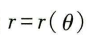 r = r(θ)